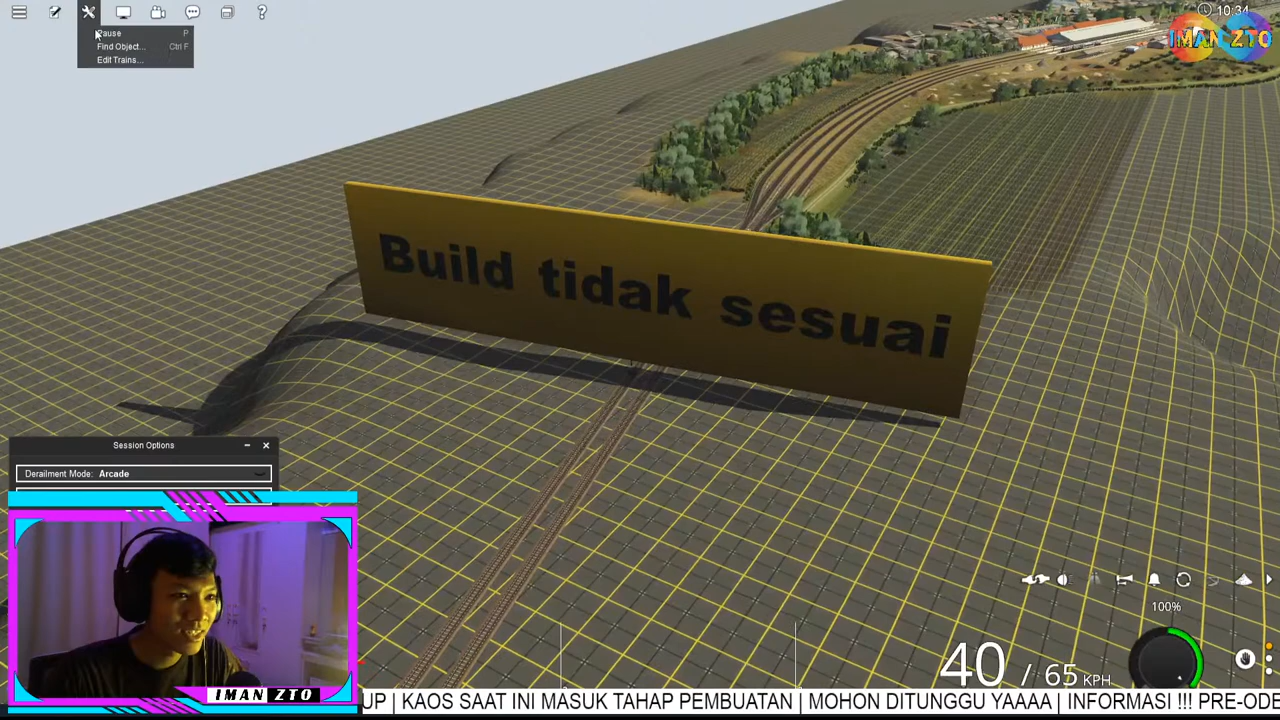 10:34
IMAN ZTO
Pause P
Find Object... Ctrl F
Edit Trains...
Build tidak sesuai
Session Options
Derailment Mode: Arcade
100%
40 / 65 KPH
IMAN ZTO
UP | KAOS SAAT INI MASUK TAHAP PEMBUATAN | MOHON DITUNGGU YAAAA | INFORMASI !!! PRE-ODE